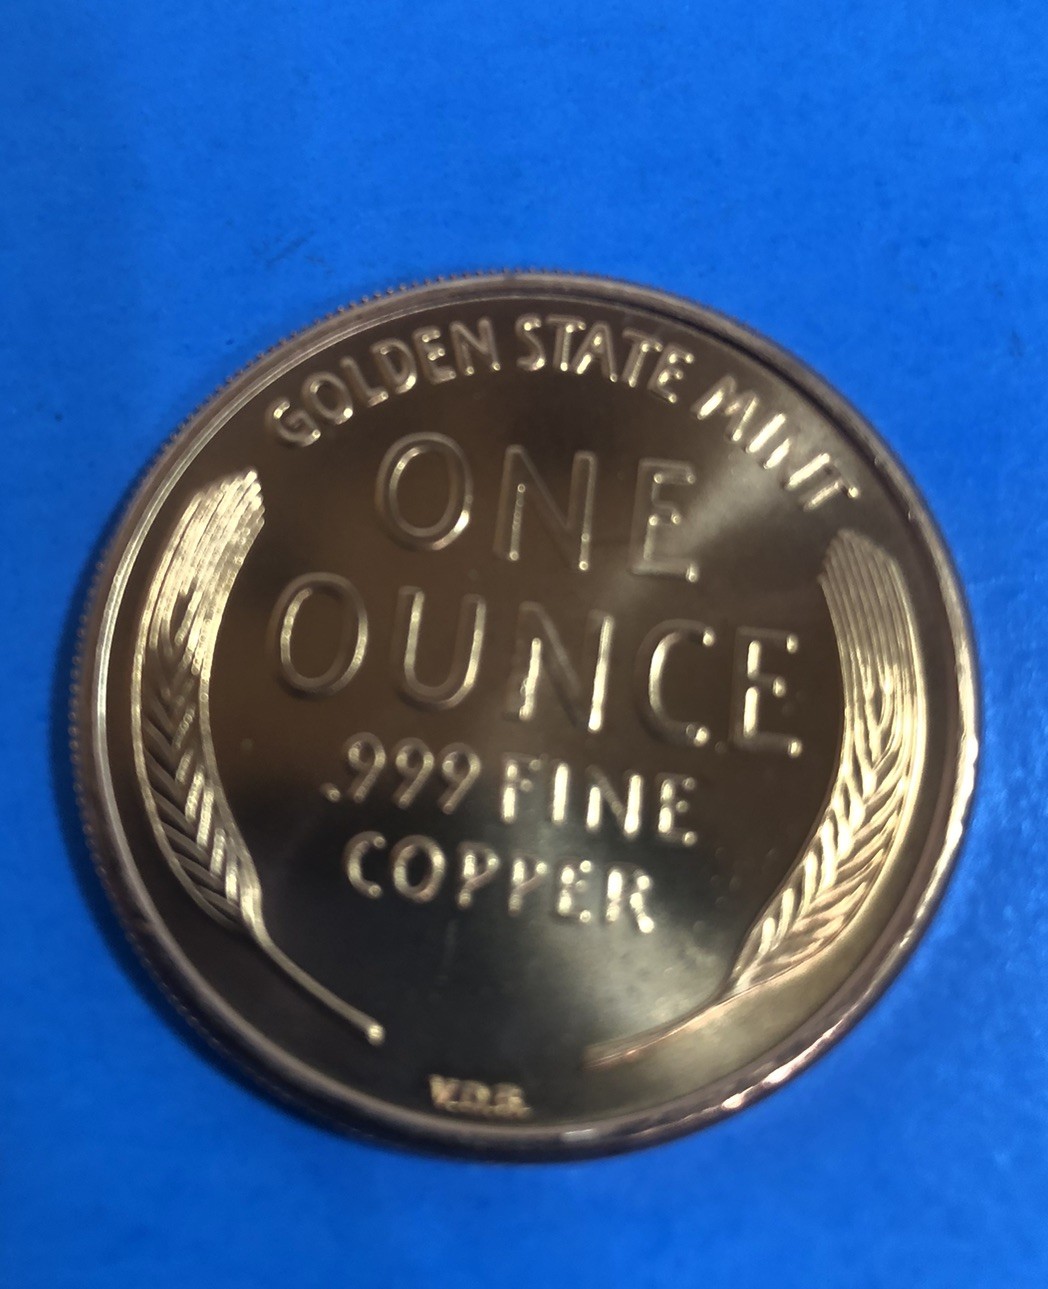 GOLDEN STATE MINT
ONE
OUNCE
.999 FINE
COPPER
V.D.B.